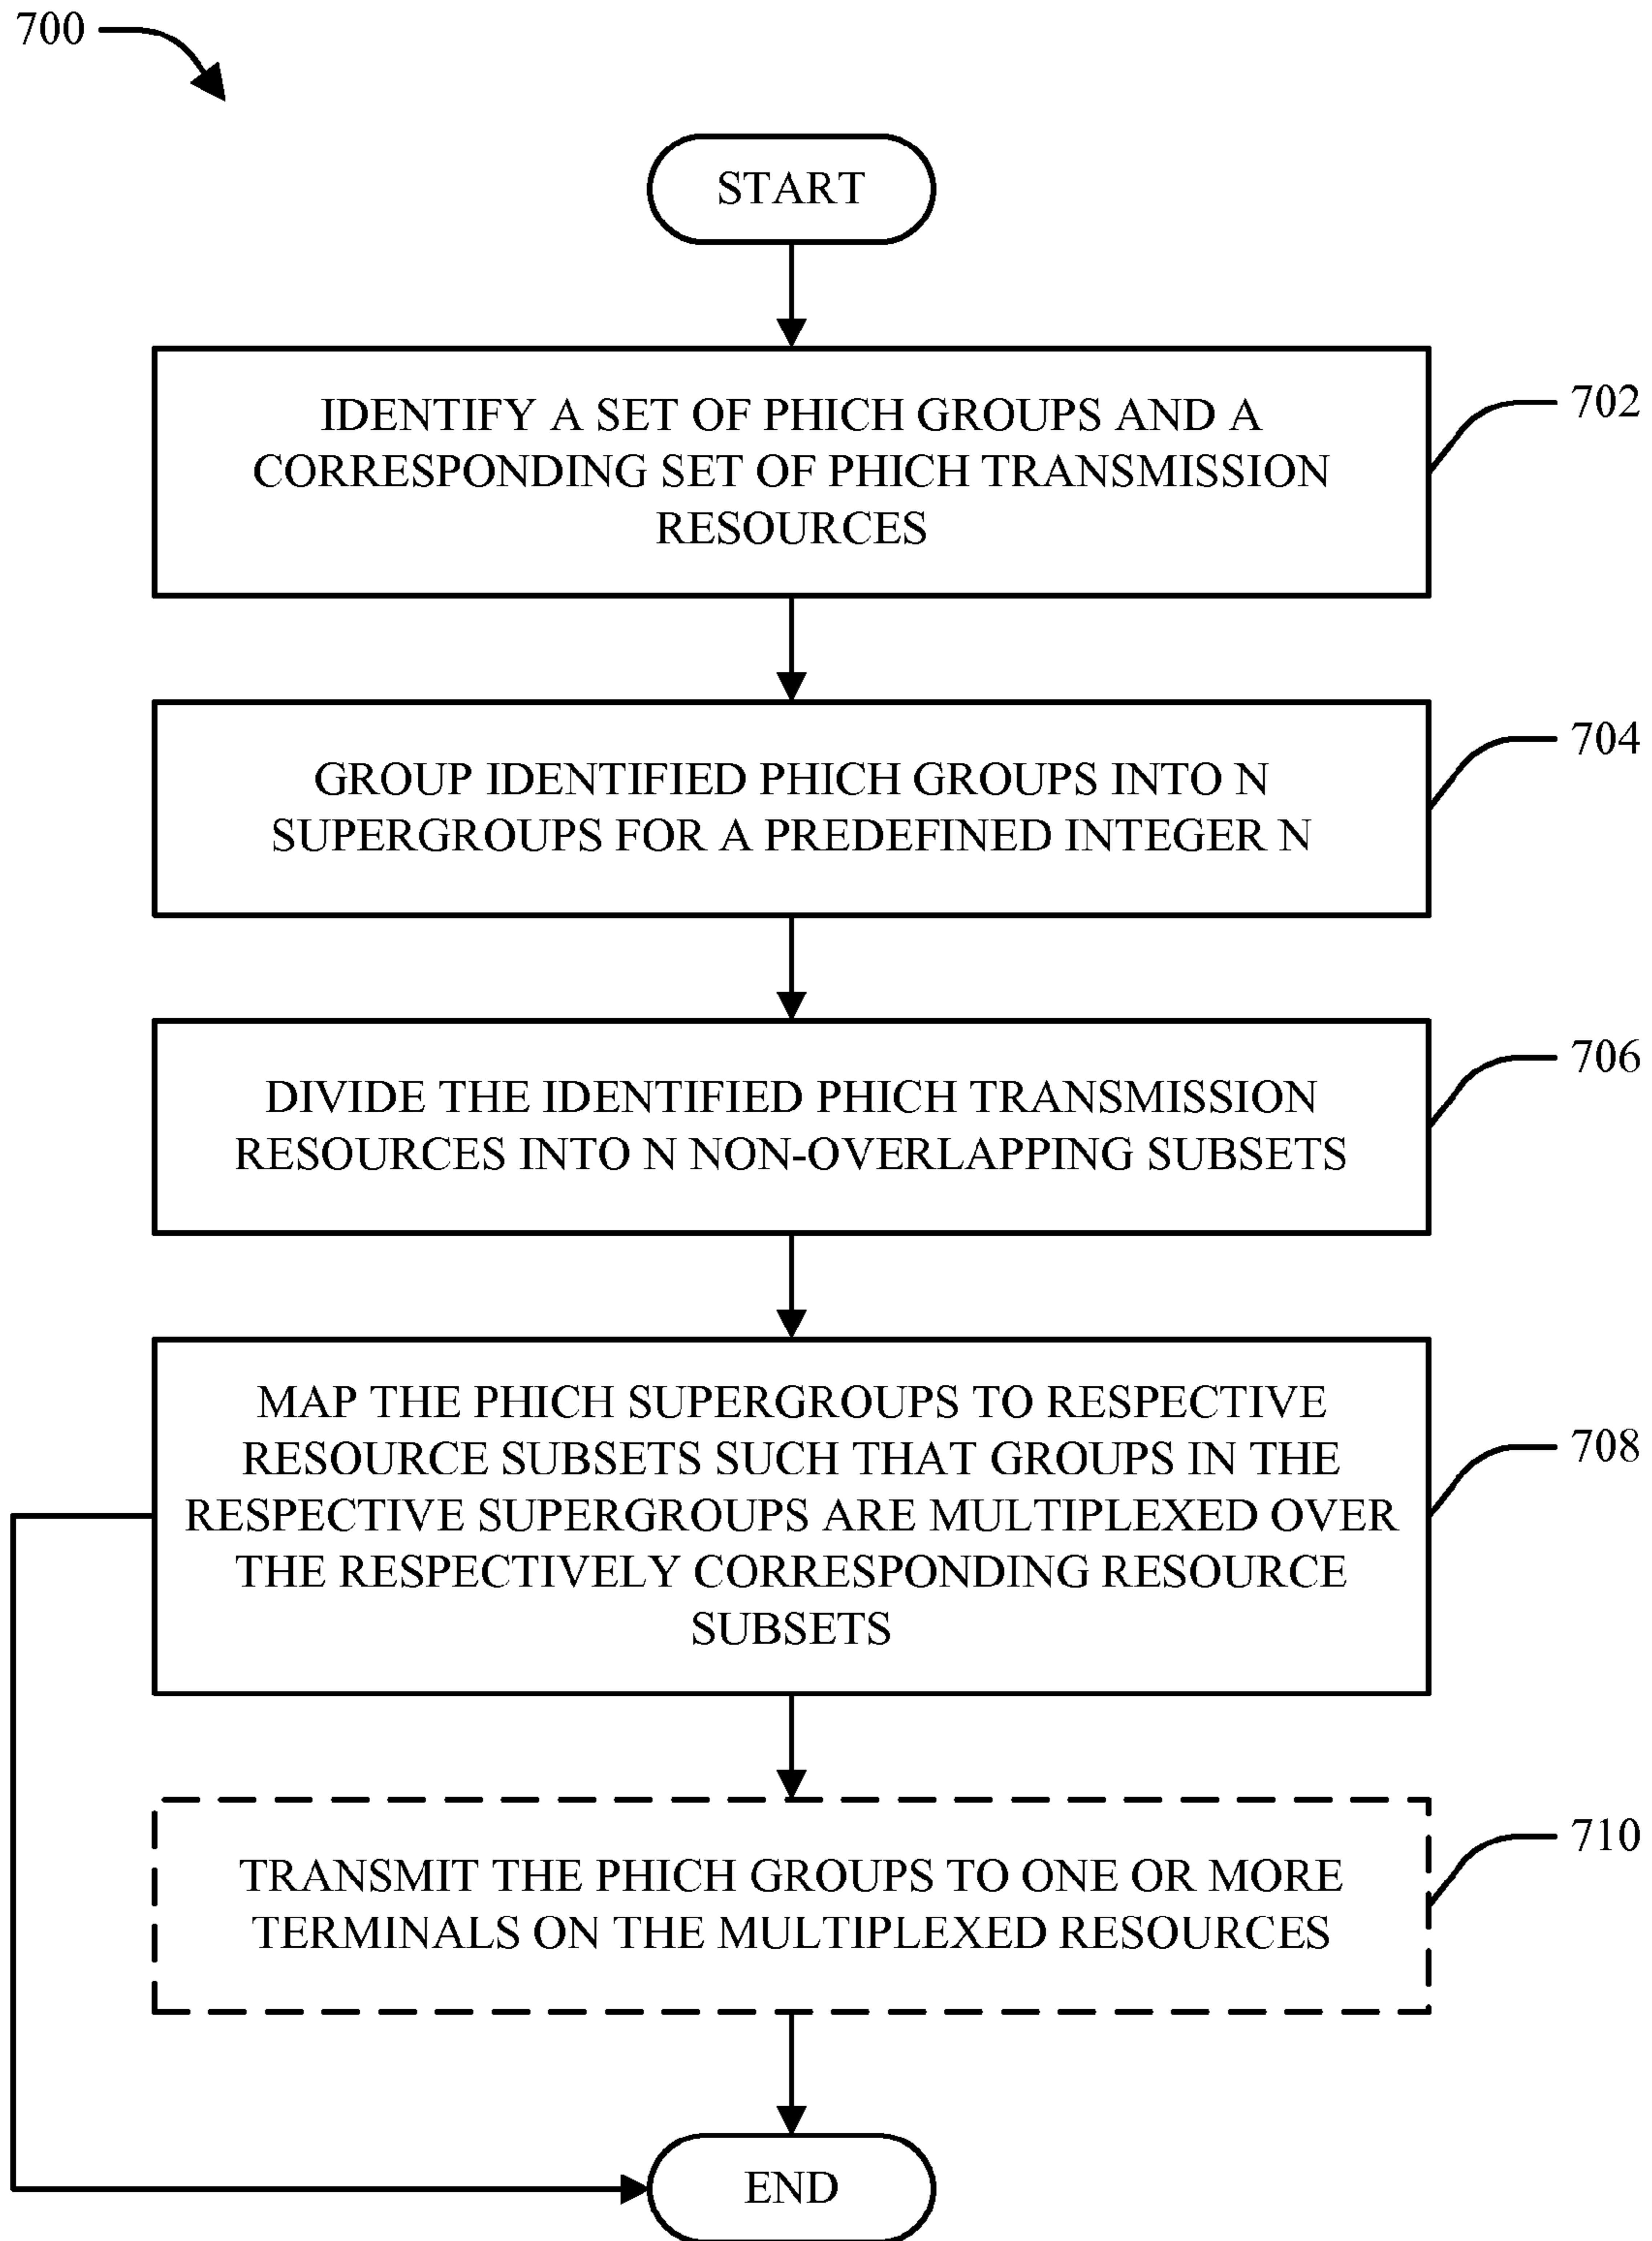 700
START
IDENTIFY A SET OF PHICH GROUPS AND A
CORRESPONDING SET OF PHICH TRANSMISSION
RESOURCES
702
GROUP IDENTIFIED PHICH GROUPS INTO N
SUPERGROUPS FOR A PREDEFINED INTEGER N
704
DIVIDE THE IDENTIFIED PHICH TRANSMISSION
RESOURCES INTO N NON-OVERLAPPING SUBSETS
706
MAP THE PHICH SUPERGROUPS TO RESPECTIVE
RESOURCE SUBSETS SUCH THAT GROUPS IN THE
RESPECTIVE SUPERGROUPS ARE MULTIPLEXED OVER
THE RESPECTIVELY CORRESPONDING RESOURCE
SUBSETS
708
TRANSMIT THE PHICH GROUPS TO ONE OR MORE
TERMINALS ON THE MULTIPLEXED RESOURCES
710
END